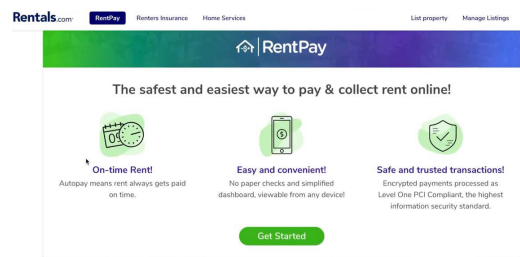 Rentals.com
RentPay
Renters Insurance
Home Services
List property
Manage Listings
RentPay
The safest and easiest way to pay & collect rent online!
On-time Rent!
Autopay means rent always gets paid
on time.
Easy and convenient!
No paper checks and simplified
dashboard, viewable from any device!
Safe and trusted transactions!
Encrypted payments processed as
Level One PCI Compliant, the highest
information security standard.
Get Started